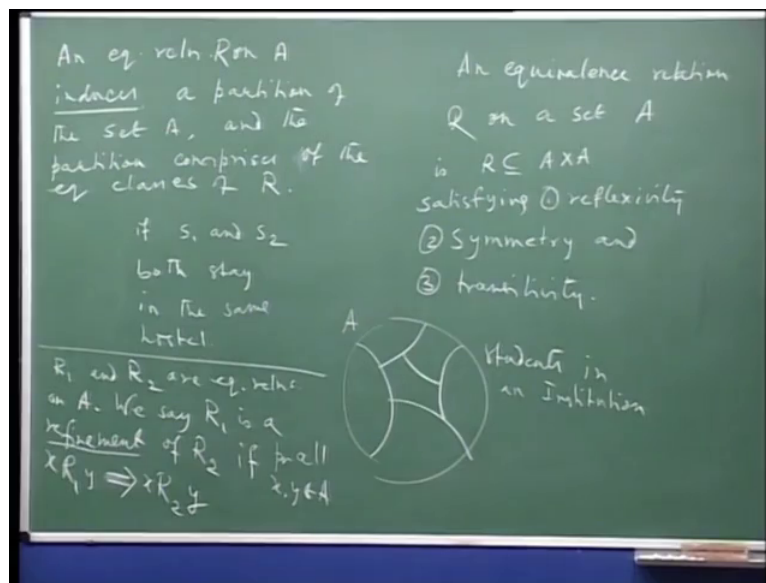 An eq. reln. R on A
induces a partition of
the set A, and the
partition comprises of the
eq classes of R.
if S1 and S2
both stay
in the same
hostel.
R1 and R2 are eq. relns.
on A. We say R1 is a
refinement of R2 if for all
x, y ∈ A
xR1y ⟹ xR2y
An equivalence relation
R on a set A
is R ⊆ A X A
satisfying ① reflexivity
② Symmetry and
③ transitivity.
A
students in
an Institution